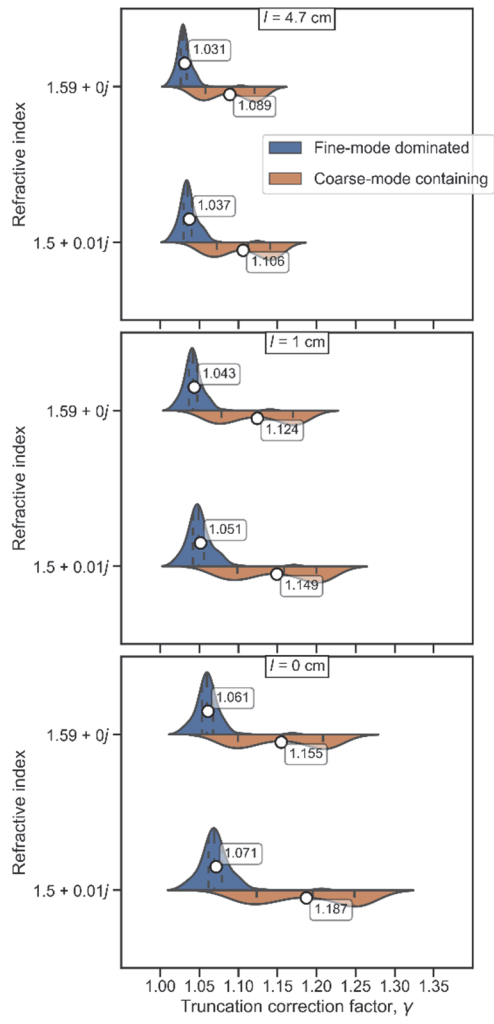 l = 4.7 cm
1.031
1.59 + 0j
1.089
Fine-mode dominated
Coarse-mode containing
1.037
1.5 + 0.01j
1.106
Refractive index
l = 1 cm
1.043
1.59 + 0j
1.124
1.051
1.5 + 0.01j
1.149
Refractive index
l = 0 cm
1.061
1.59 + 0j
1.155
1.071
1.5 + 0.01j
1.187
Refractive index
1.00 1.05 1.10 1.15 1.20 1.25 1.30 1.35
Truncation correction factor, γ